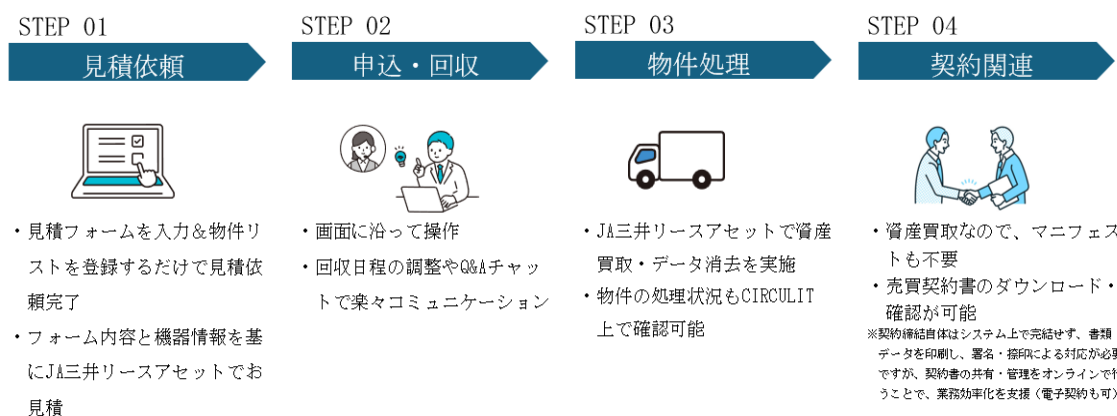 STEP 01
見積依頼
・見積フォームを入力&物件リ
ストを登録するだけで見積依
頼完了
・フォーム内容と機器情報を基
にJA三井リースアセットでお
見積
STEP 02
申込・回収
・画面に沿って操作
・回収日程の調整やQ&Aチャッ
トで楽々コミュニケーション
STEP 03
物件処理
・JA三井リースアセットで資産
買取・データ消去を実施
・物件の処理状況もCIRCULIT
上で確認可能
STEP 04
契約関連
・資産買取なので、マニフェス
トも不要
・売買契約書のダウンロード・
確認が可能
※契約締結自体はシステム上で完結せず、書類
データを印刷し、署名・捺印による対応が必要
ですが、契約書の共有・管理をオンラインで行
うことで、業務効率化を支援（電子契約も可）